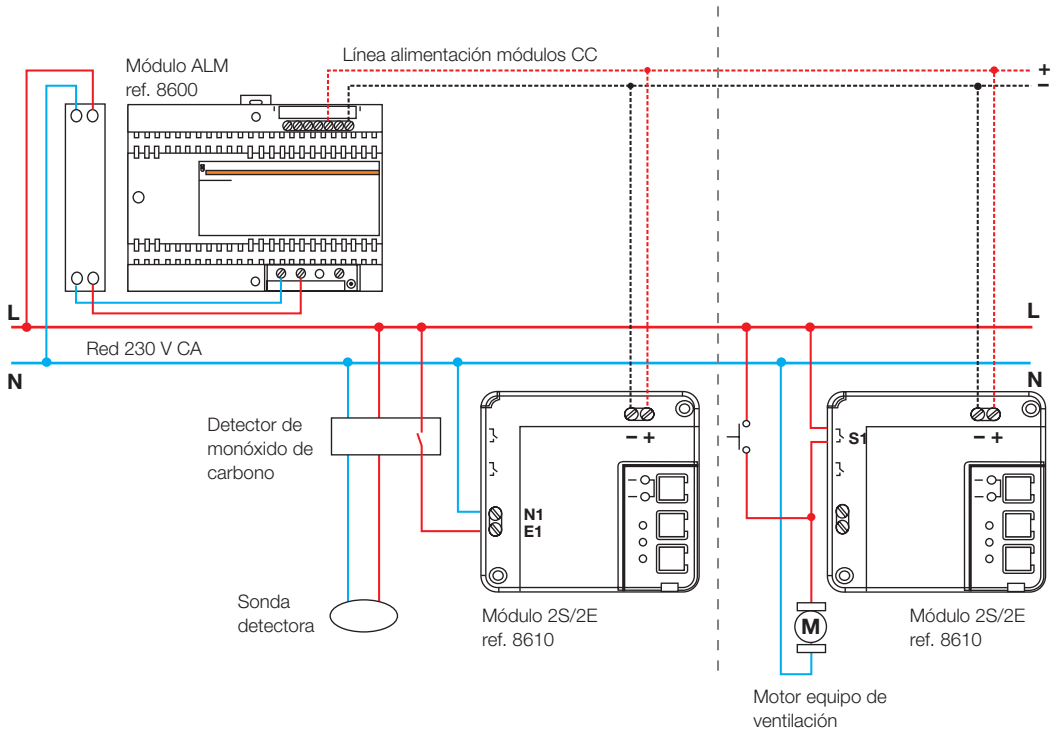 Línea alimentación módulos CC
Módulo ALM
ref. 8600
+
−
L
L
Red 230 V CA
N
N
Detector de
monóxido de
carbono
− +
S1
− +
N1
E1
Sonda
detectora
Módulo 2S/2E
ref. 8610
M
Módulo 2S/2E
ref. 8610
Motor equipo de
ventilación